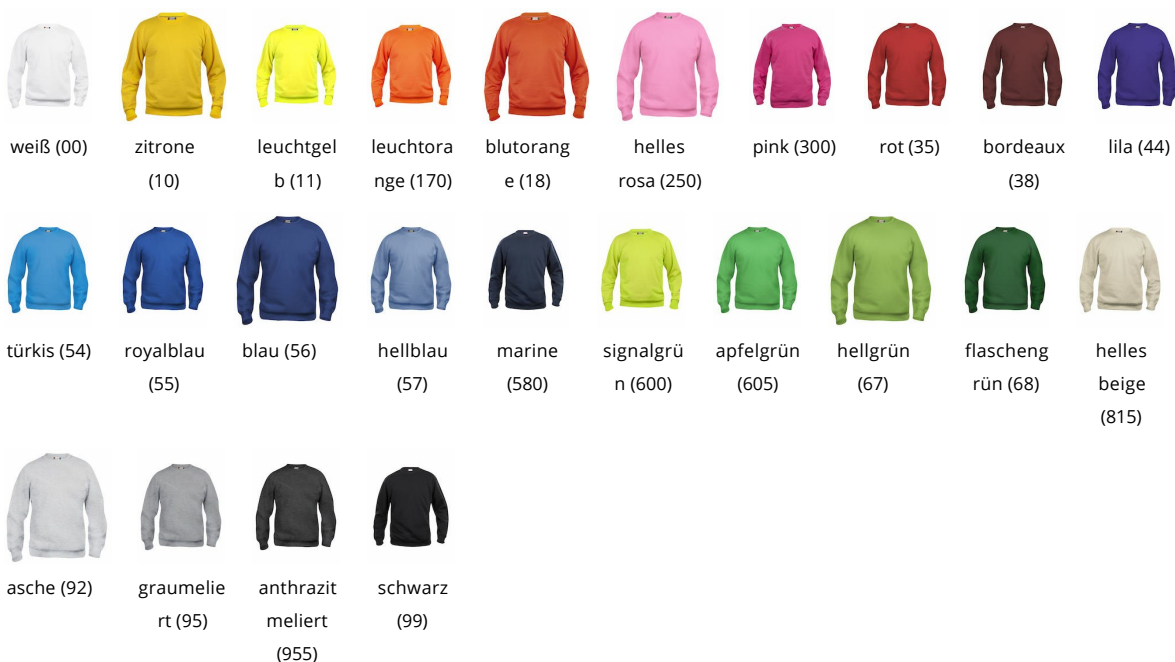 weiß (00)
zitrone
(10)
leuchtgel
b (11)
leuchtora
nge (170)
blutorang
e (18)
helles
rosa (250)
pink (300)
rot (35)
bordeaux
(38)
lila (44)
türkis (54)
royalblau
(55)
blau (56)
hellblau
(57)
marine
(580)
signalgrü
n (600)
apfelgrün
(605)
hellgrün
(67)
flascheng
rün (68)
helles
beige
(815)
asche (92)
graumelie
rt (95)
anthrazit
meliert
(955)
schwarz
(99)